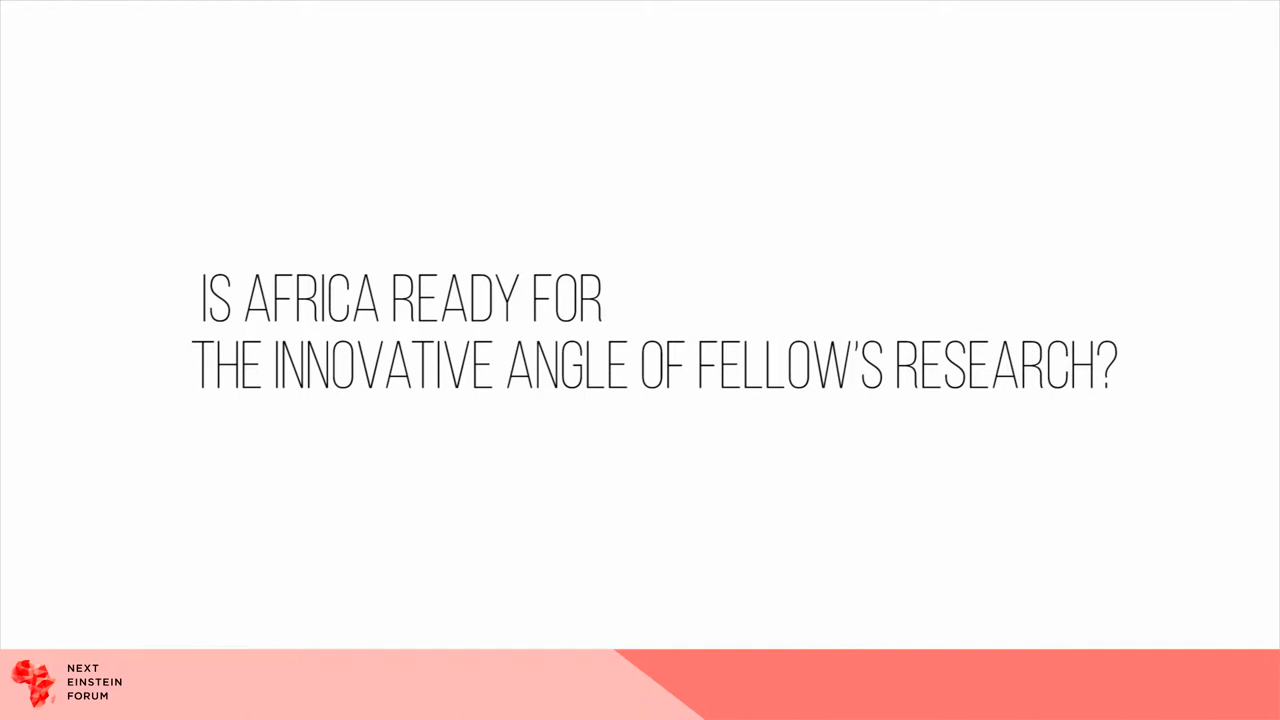 IS AFRICA READY FOR
THE INNOVATIVE ANGLE OF FELLOW'S RESEARCH?
NEXT
EINSTEIN
FORUM